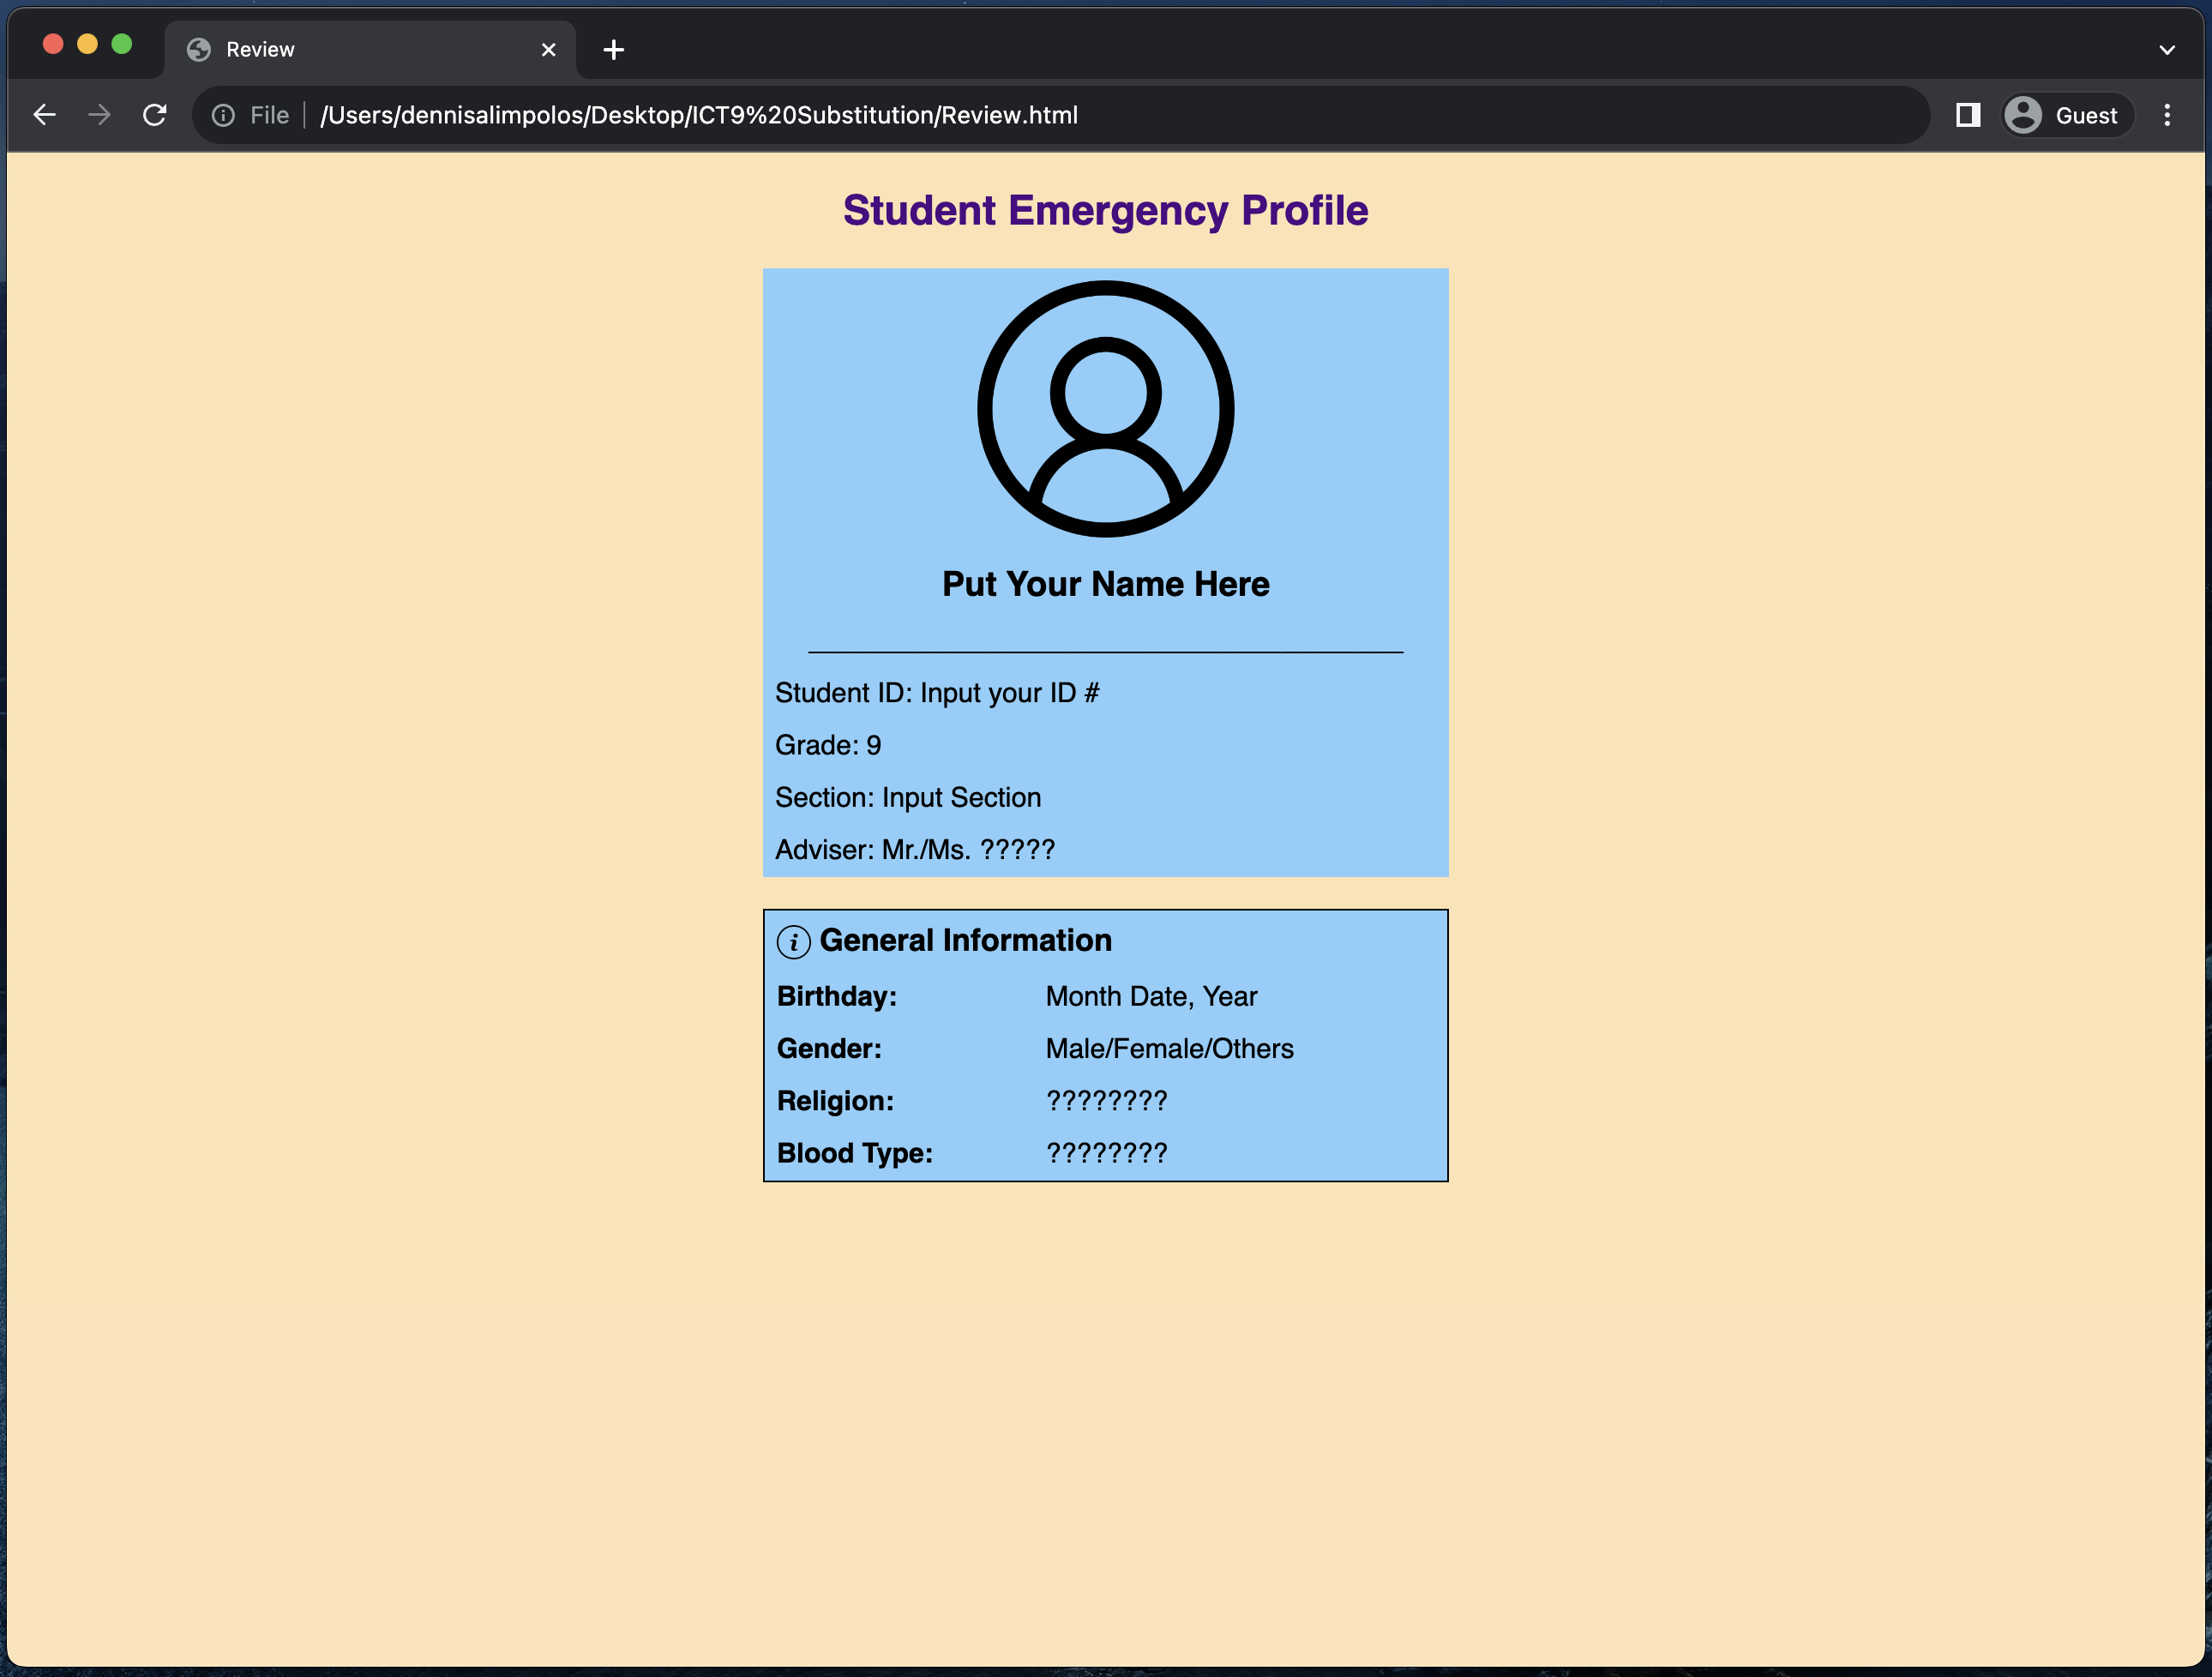 Review
File /Users/dennisalimpolos/Desktop/ICT9%20Substitution/Review.html
Guest
Student Emergency Profile
Put Your Name Here
Student ID: Input your ID #
Grade: 9
Section: Input Section
Adviser: Mr./Ms. ?????
i General Information
Birthday: Month Date, Year
Gender: Male/Female/Others
Religion: ????????
Blood Type: ????????